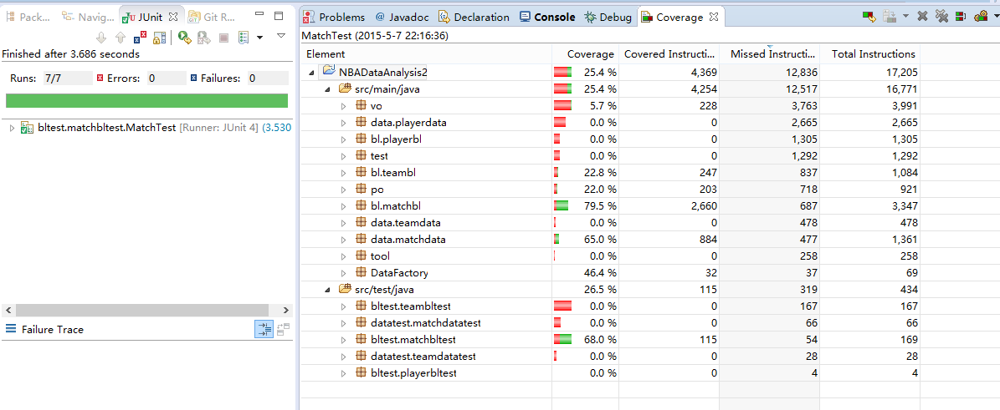 Pack... Navig... JUnit Git R...
Finished after 3.686 seconds
Runs: 7/7 Errors: 0 Failures: 0
bltest.matchbltest.MatchTest [Runner: JUnit 4] (3.530
Failure Trace
Problems @ Javadoc Declaration Console Debug Coverage
MatchTest (2015-5-7 22:16:36)
Element Coverage Covered Instructi... Missed Instructi... Total Instructions
NBADataAnalysis2 25.4 % 4,369 12,836 17,205
src/main/java 25.4 % 4,254 12,517 16,771
vo 5.7 % 228 3,763 3,991
data.playerdata 0.0 % 0 2,665 2,665
bl.playerbl 0.0 % 0 1,305 1,305
test 0.0 % 0 1,292 1,292
bl.teambl 22.8 % 247 837 1,084
po 22.0 % 203 718 921
bl.matchbl 79.5 % 2,660 687 3,347
data.teamdata 0.0 % 0 478 478
data.matchdata 65.0 % 884 477 1,361
tool 0.0 % 0 258 258
DataFactory 46.4 % 32 37 69
src/test/java 26.5 % 115 319 434
bltest.teambltest 0.0 % 0 167 167
datatest.matchdatatest 0.0 % 0 66 66
bltest.matchbltest 68.0 % 115 54 169
datatest.teamdatatest 0.0 % 0 28 28
bltest.playerbltest 0.0 % 0 4 4